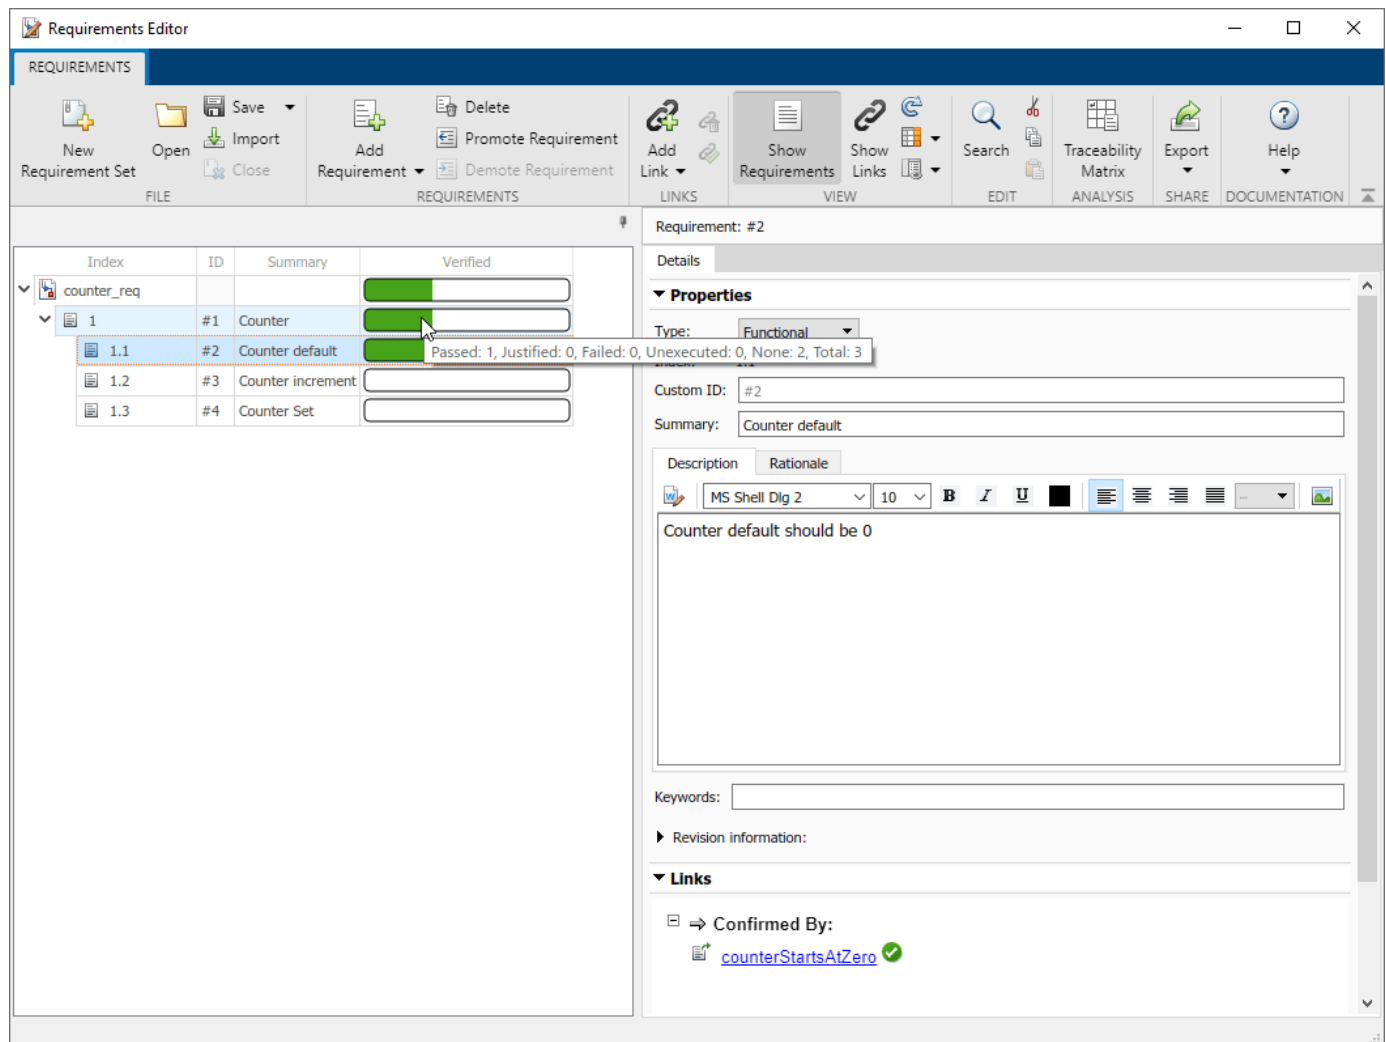 Requirements Editor
REQUIREMENTS
New Requirement Set
Open
Save
Import
Close
FILE
Add Requirement
Delete
Promote Requirement
Demote Requirement
REQUIREMENTS
Add Link
LINKS
Show Requirements
Show Links
VIEW
Search
EDIT
Traceability Matrix
ANALYSIS
Export
SHARE
Help
DOCUMENTATION
Index ID Summary Verified
counter_req
1 #1 Counter
1.1 #2 Counter default
1.2 #3 Counter increment
1.3 #4 Counter Set
Passed: 1, Justified: 0, Failed: 0, Unexecuted: 0, None: 2, Total: 3
Requirement: #2
Details
Properties
Type: Functional
Index: 1.1
Custom ID: #2
Summary: Counter default
Description Rationale
MS Shell Dlg 2 10 B I U ...
Counter default should be 0
Keywords:
Revision information:
Links
Confirmed By:
counterStartsAtZero